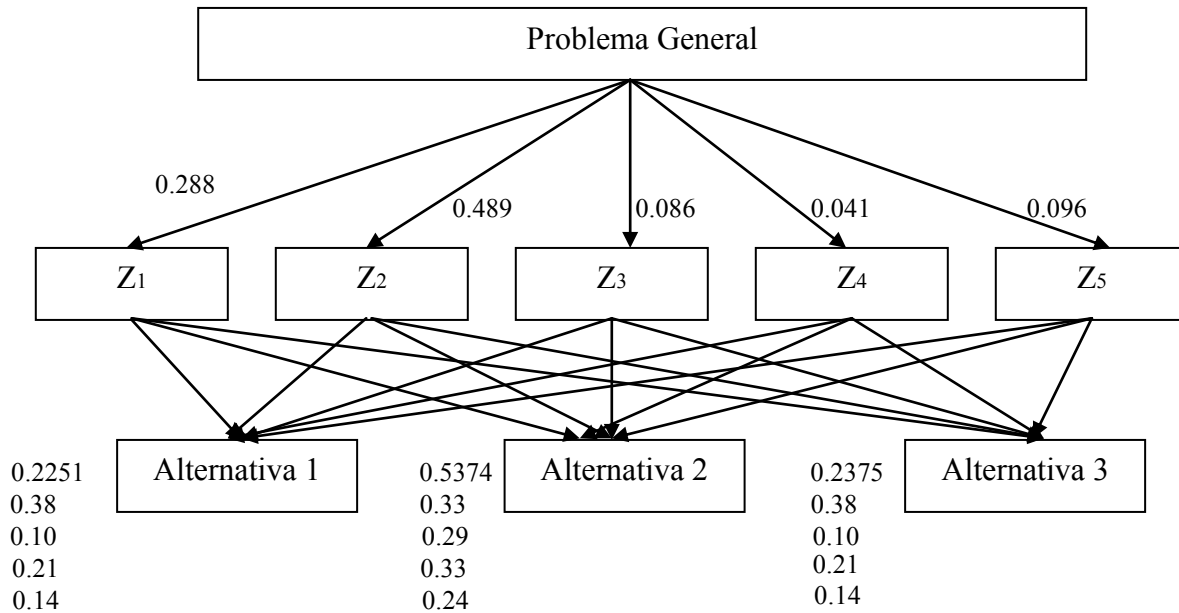 Problema General
0.288
0.489
0.086
0.041
0.096
Z1
Z2
Z3
Z4
Z5
Alternativa 1
Alternativa 2
Alternativa 3
0.2251
0.38
0.10
0.21
0.14
0.5374
0.33
0.29
0.33
0.24
0.2375
0.38
0.10
0.21
0.14